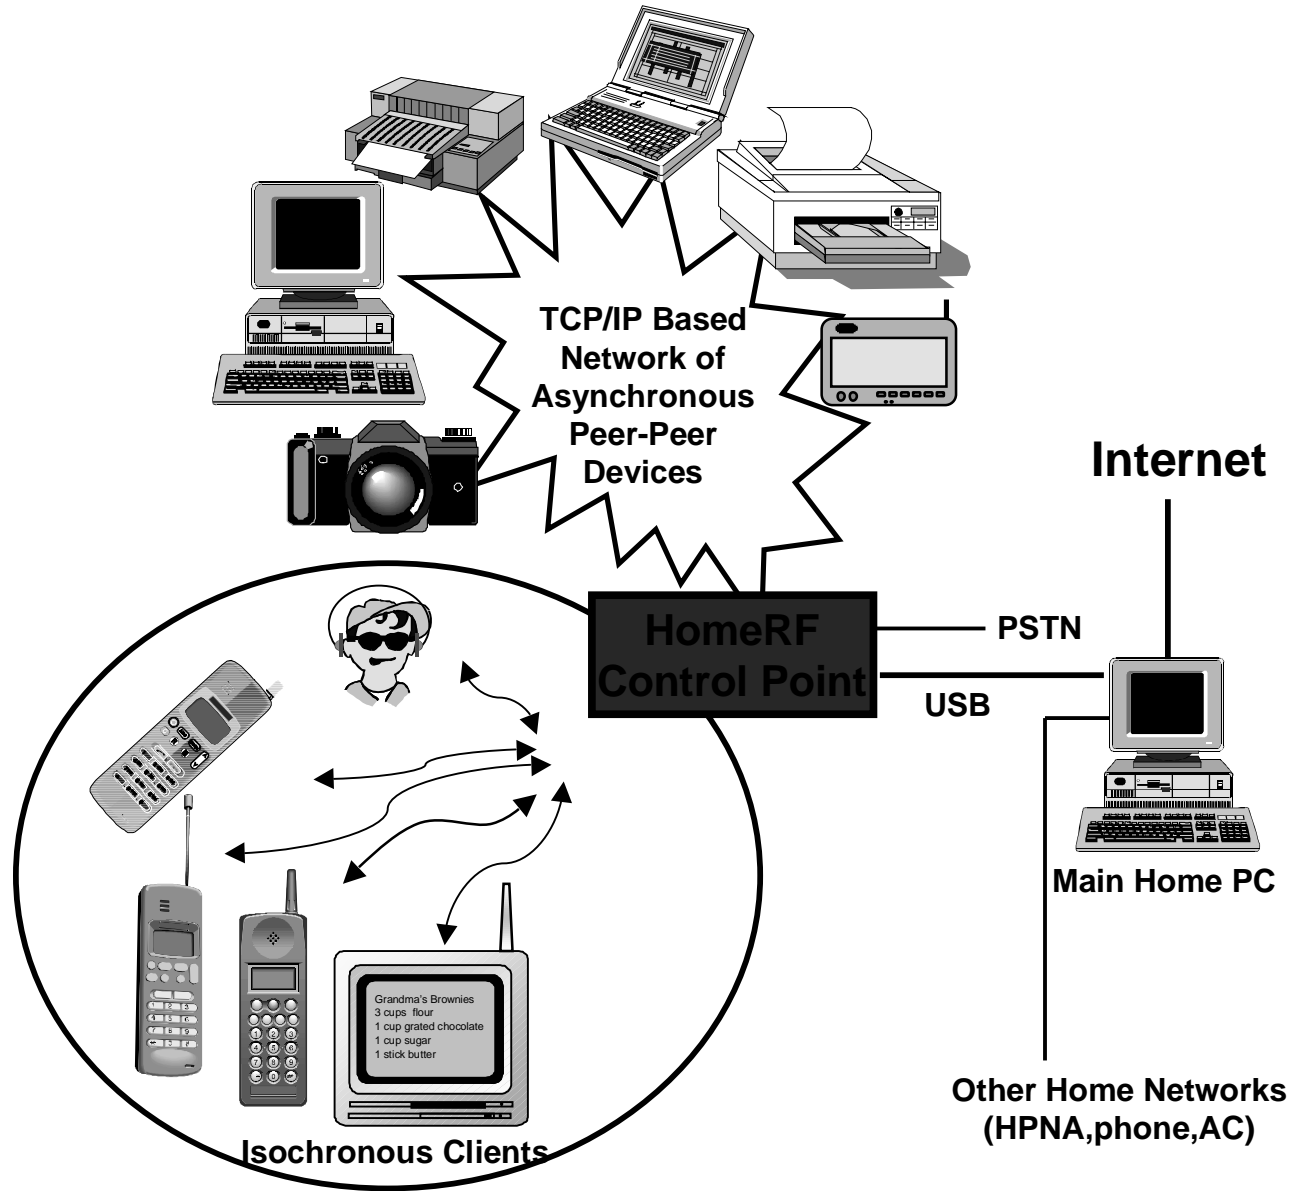 TCP/IP Based
Network of
Asynchronous
Peer-Peer
Devices
Internet
HomeRF
Control Point
PSTN
USB
Main Home PC
Grandma's Brownies
3 cups flour
1 cup grated chocolate
1 cup sugar
1 stick butter
Isochronous Clients
Other Home Networks
(HPNA,phone,AC)